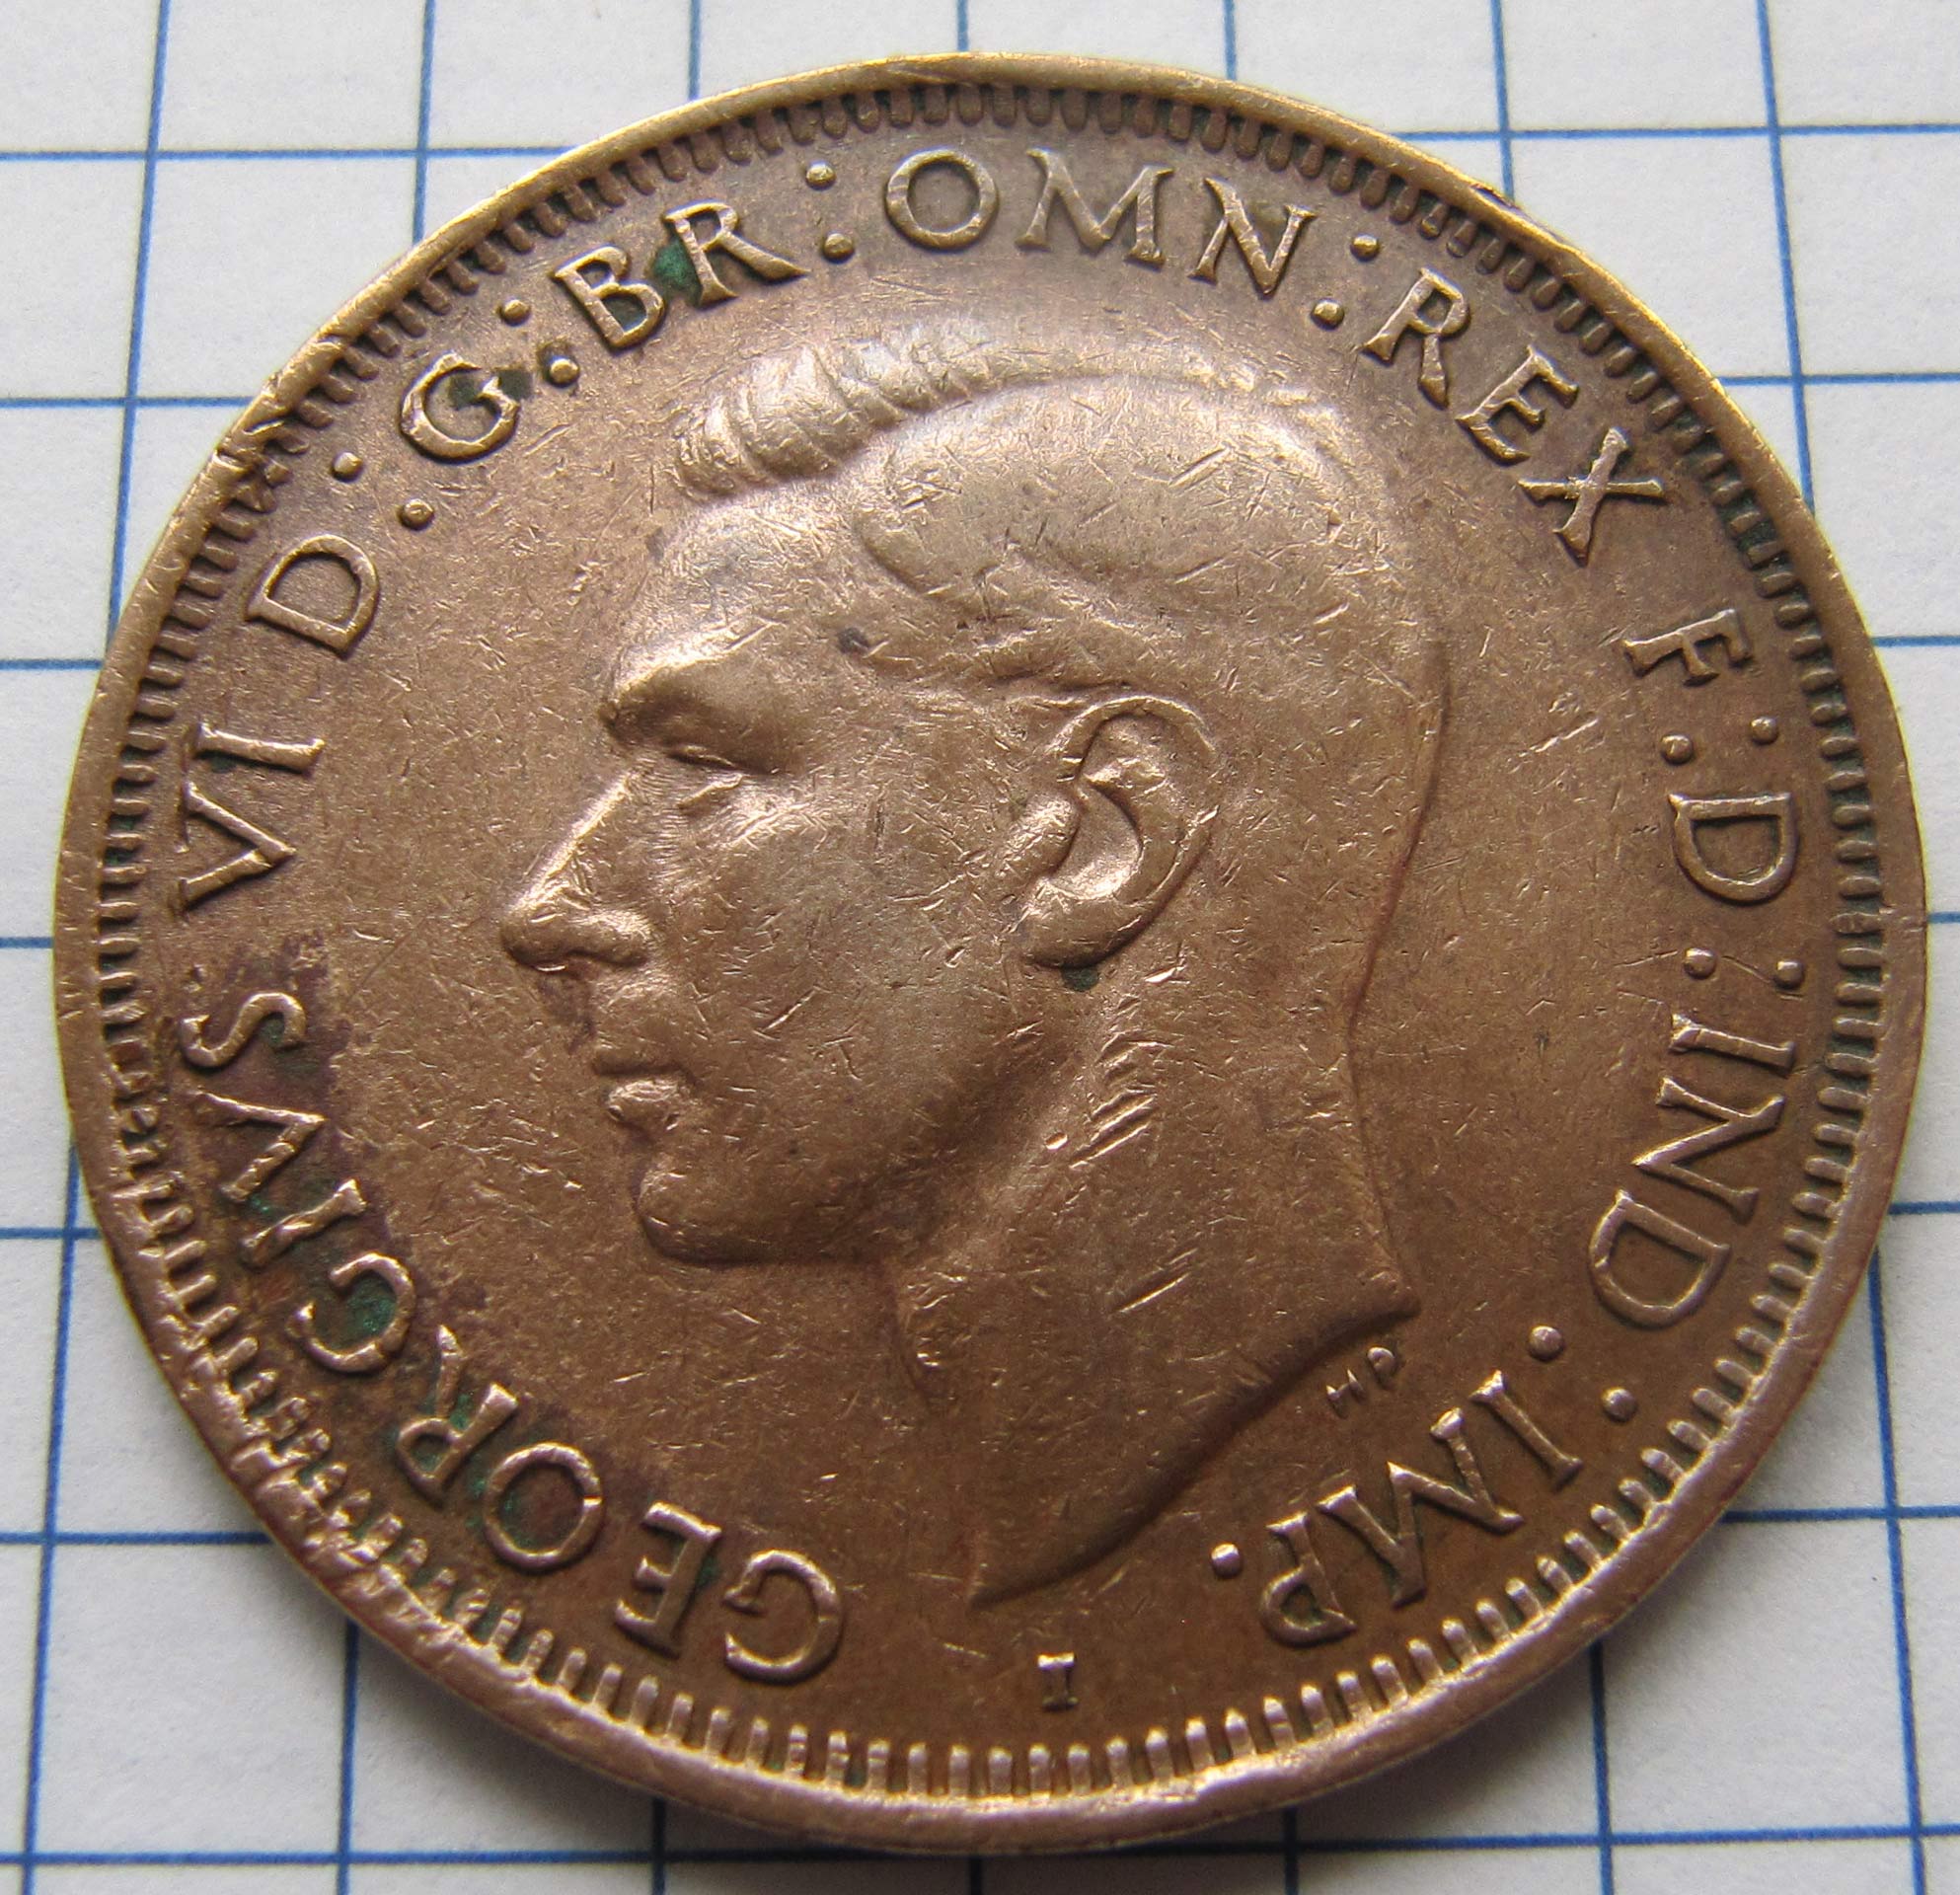 GEORGIVS VI D:G:BR:OMN:REX F:D:IND:IMP.
HP
I